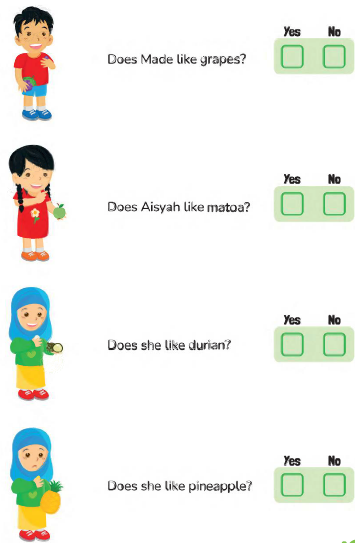 Yes No
Does Made like grapes?
Yes No
Does Aisyah like matoa?
Yes No
Does she like durian?
Yes No
Does she like pineapple?